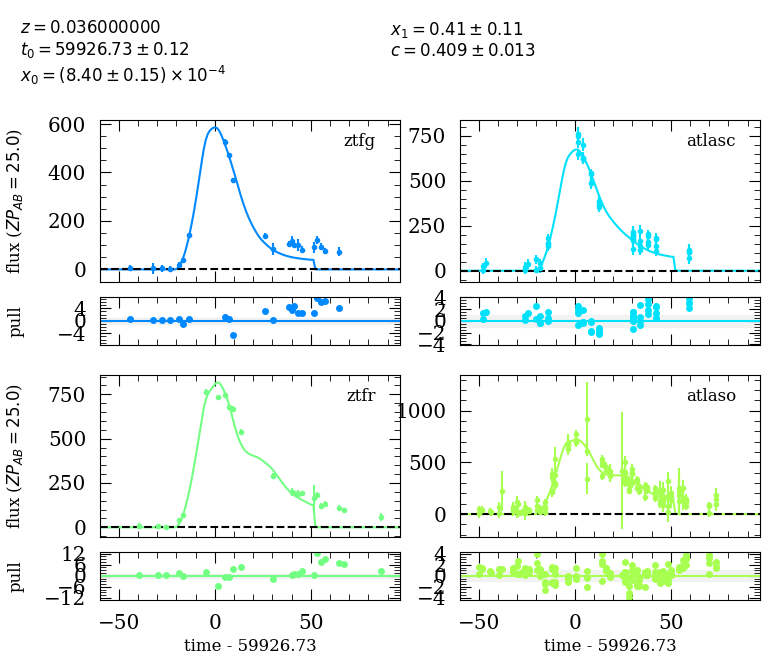 z = 0.036000000
t₀ = 59926.73 ± 0.12
x₀ = (8.40 ± 0.15) × 10⁻⁴
x₁ = 0.41 ± 0.11
c = 0.409 ± 0.013
600
400
200
0
flux (ZP_AB = 25.0)
ztfg
4
0
−4
pull
750
500
250
0
atlasc
4
2
0
−2
−4
750
500
250
0
flux (ZP_AB = 25.0)
ztfr
12
6
0
−6
−12
pull
−50
0
50
time - 59926.73
1000
500
0
atlaso
4
2
0
−2
−4
−50
0
50
time - 59926.73